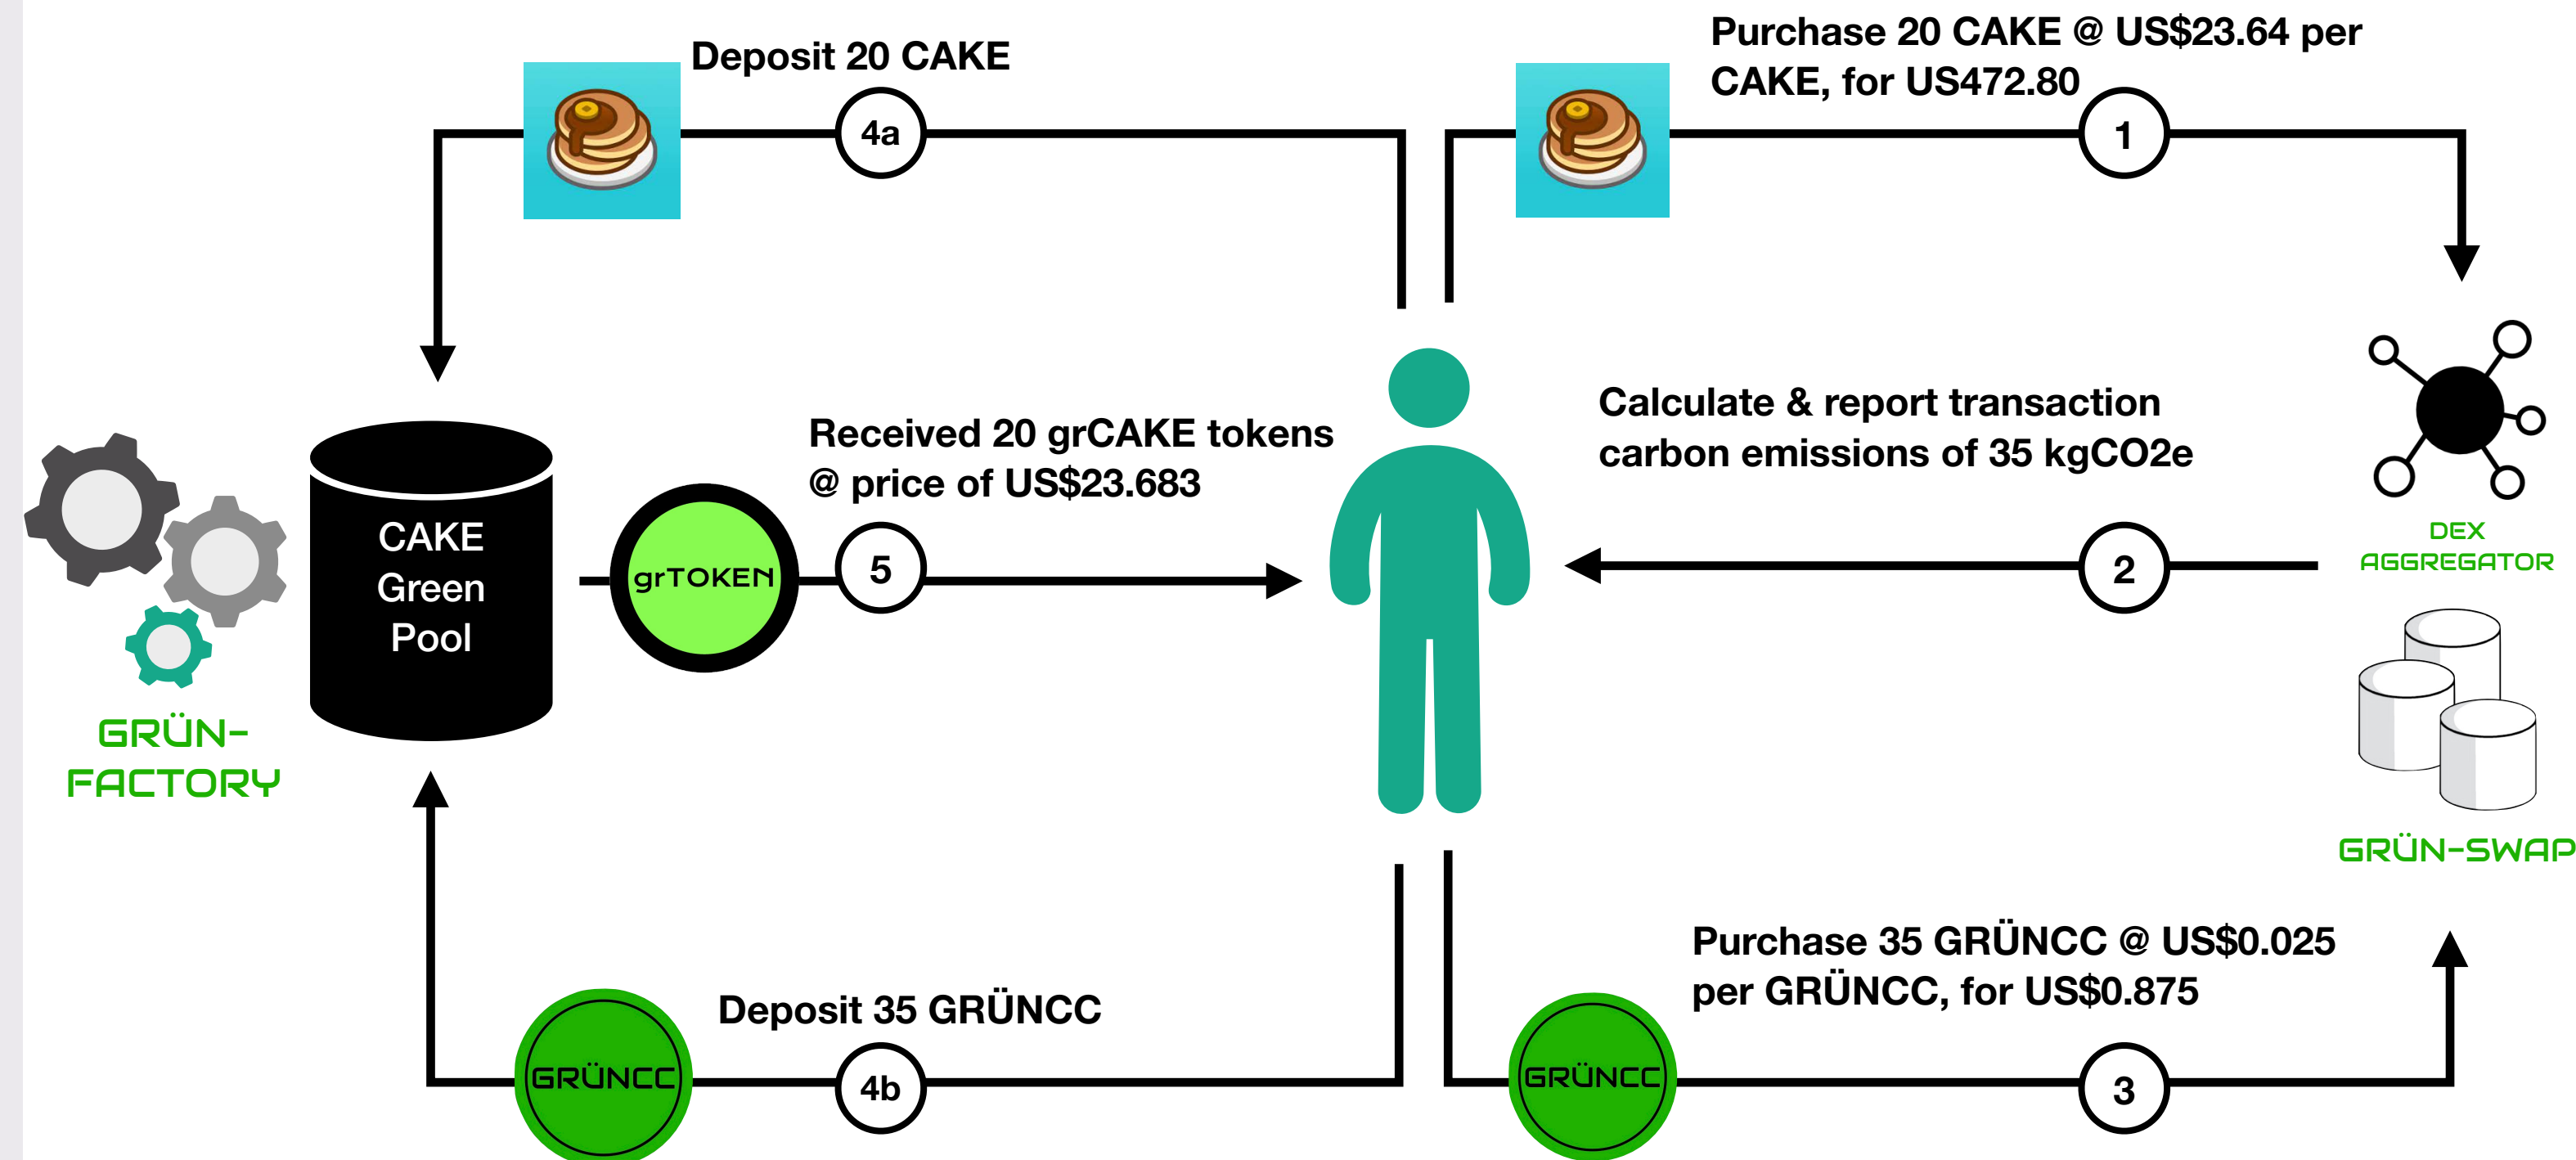 Deposit 20 CAKE
4a
Purchase 20 CAKE @ US$23.64 per
CAKE, for US472.80
1
Received 20 grCAKE tokens
@ price of US$23.683
5
grTOKEN
CAKE
Green
Pool
GRÜN-
FACTORY
Calculate & report transaction
carbon emissions of 35 kgCO2e
2
DEX
AGGREGATOR
GRÜN-SWAP
Deposit 35 GRÜNCC
4b
GRÜNCC
Purchase 35 GRÜNCC @ US$0.025
per GRÜNCC, for US$0.875
3
GRÜNCC